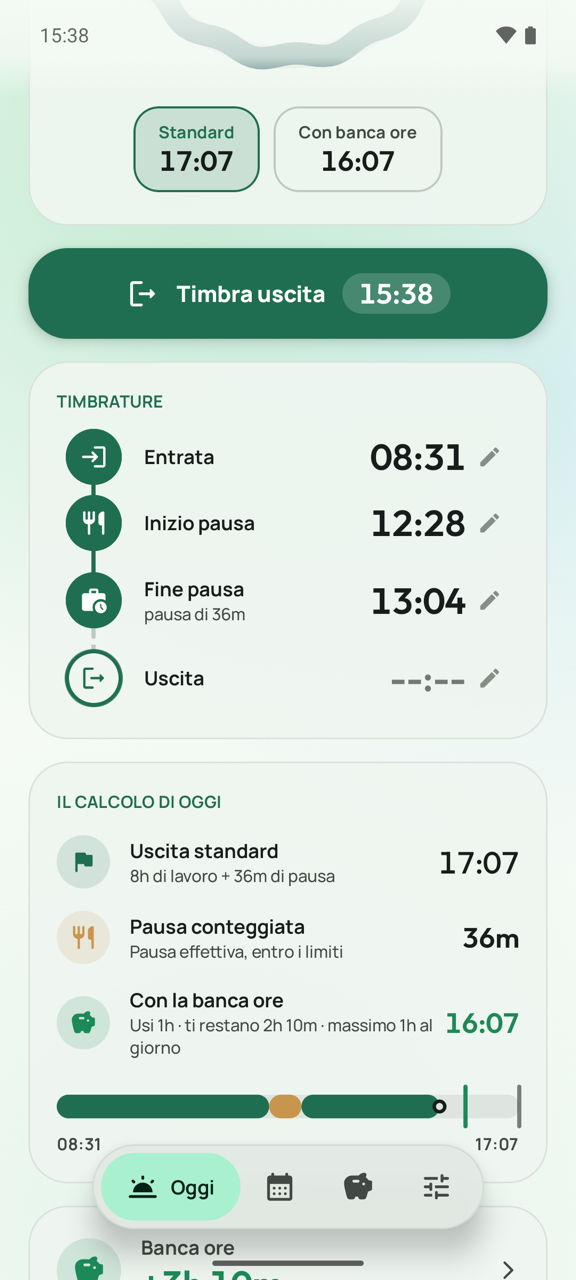 15:38
Standard
17:07
Con banca ore
16:07
Timbra uscita 15:38
TIMBRATURE
Entrata 08:31
Inizio pausa 12:28
Fine pausa 13:04
pausa di 36m
Uscita --:--
IL CALCOLO DI OGGI
Uscita standard 17:07
8h di lavoro + 36m di pausa
Pausa conteggiata 36m
Pausa effettiva, entro i limiti
Con la banca ore 16:07
Usi 1h · ti restano 2h 10m · massimo 1h al
giorno
08:31 17:07
Oggi
Banca ore
+3h 10m